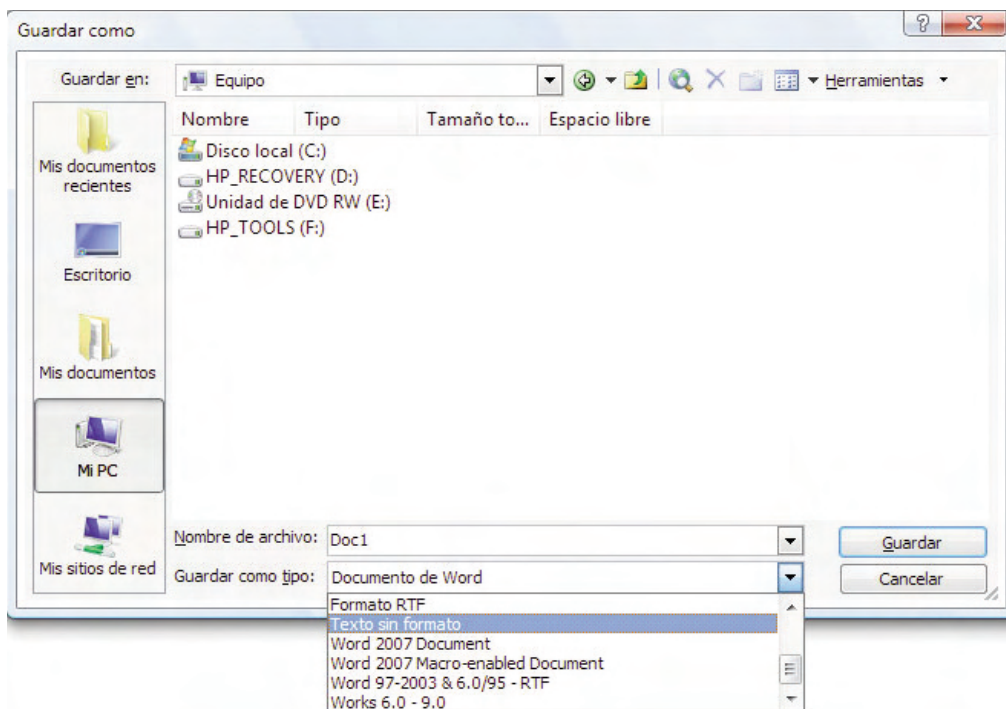 Guardar como
Guardar en:
Equipo
Herramientas
Nombre Tipo Tamaño to... Espacio libre
Disco local (C:)
HP_RECOVERY (D:)
Unidad de DVD RW (E:)
HP_TOOLS (F:)
Mis documentos
recientes
Escritorio
Mis documentos
Mi PC
Mis sitios de red
Nombre de archivo: Doc1
Guardar
Guardar como tipo: Documento de Word
Cancelar
Formato RTF
Texto sin formato
Word 2007 Document
Word 2007 Macro-enabled Document
Word 97-2003 & 6.0/95 - RTF
Works 6.0 - 9.0